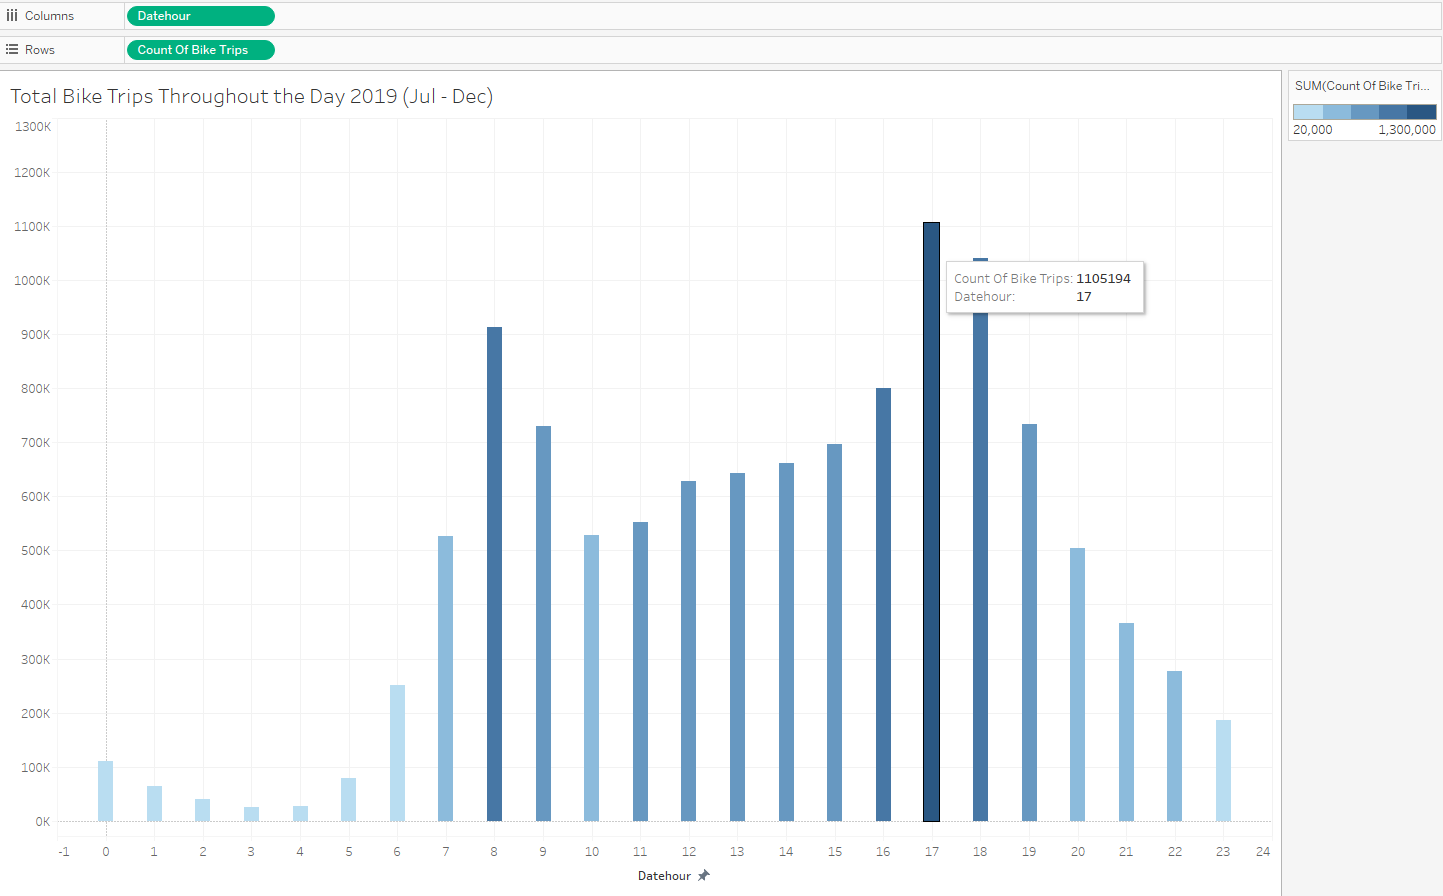 Columns Datehour
Rows Count Of Bike Trips
Total Bike Trips Throughout the Day 2019 (Jul - Dec)
SUM(Count Of Bike Tri...
20,000 1,300,000
1300K
1200K
1100K
1000K
900K
800K
700K
600K
500K
400K
300K
200K
100K
0K
Count Of Bike Trips: 1105194
Datehour: 17
-1 0 1 2 3 4 5 6 7 8 9 10 11 12 13 14 15 16 17 18 19 20 21 22 23 24
Datehour